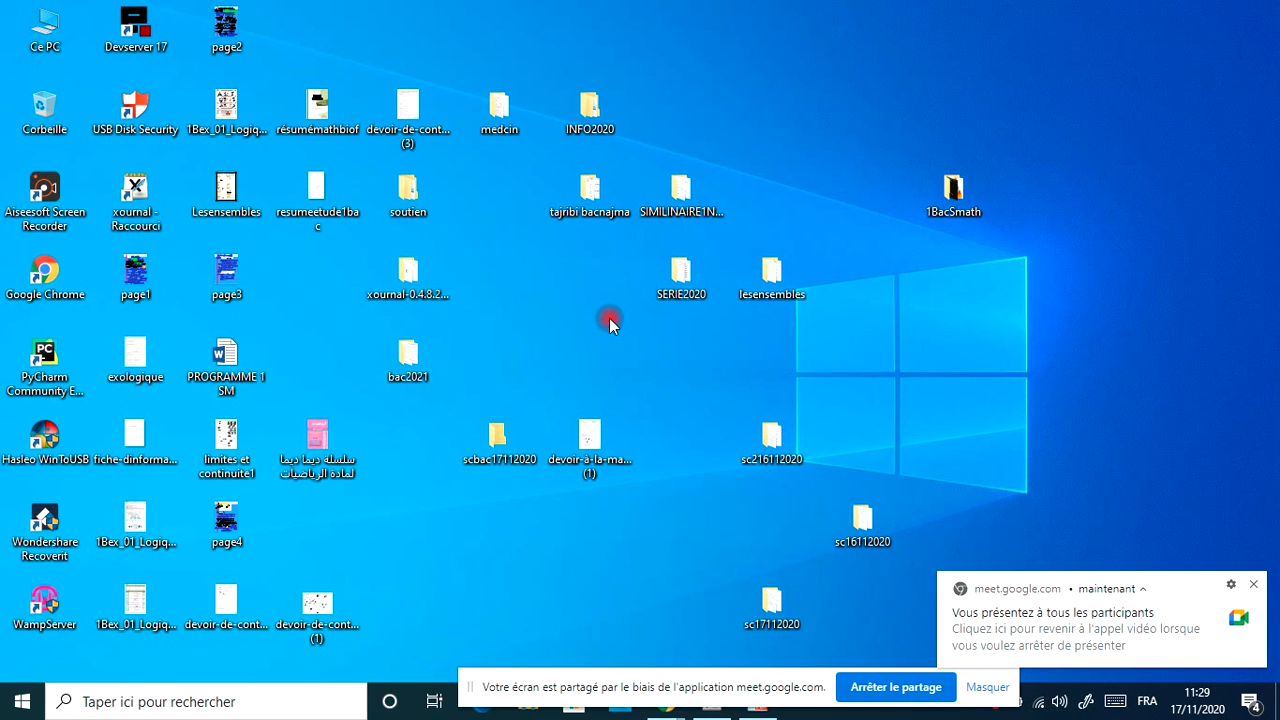 Ce PC
Devserver 17
page2
Corbeille
USB Disk Security
1Bex_01_Logiq...
résumémathbiof
devoir-de-cont...
(3)
medcin
INFO2020
Aiseesoft Screen
Recorder
xournal -
Raccourci
Lesensembles
resumeetude1ba
c
soutien
tajribi bacnajma
SIMILINAIRE1N...
1BacSmath
Google Chrome
page1
page3
xournal-0.4.8.2...
SERIE2020
lesensembles
PyCharm
Community E...
exologique
PROGRAMME 1
SM
bac2021
Hasleo WinToUSB
fiche-dinforma...
limites et
continuite1
سلسلة ديما ديما
لمادة الرياضيات
scbac17112020
devoir-à-la-ma...
(1)
sc216112020
Wondershare
Recoverit
1Bex_01_Logiq...
page4
sc16112020
WampServer
1Bex_01_Logiq...
devoir-de-cont...
devoir-de-cont...
(1)
sc17112020
meet.google.com • maintenant
Vous présentez à tous les participants
Cliquez ici pour revenir à l'appel vidéo lorsque
vous voulez arrêter de présenter
Votre écran est partagé par le biais de l'application meet.google.com.
Arrêter le partage
Masquer
Taper ici pour rechercher
FRA
11:29
17/11/2020
4